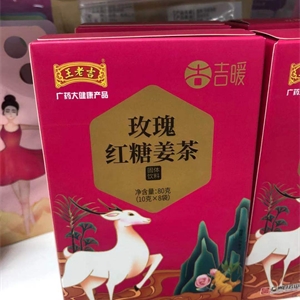 王老吉
吉暖
广药大健康产品
玫瑰
红糖姜茶
固体
饮料
净含量:80克
(10克×8袋)